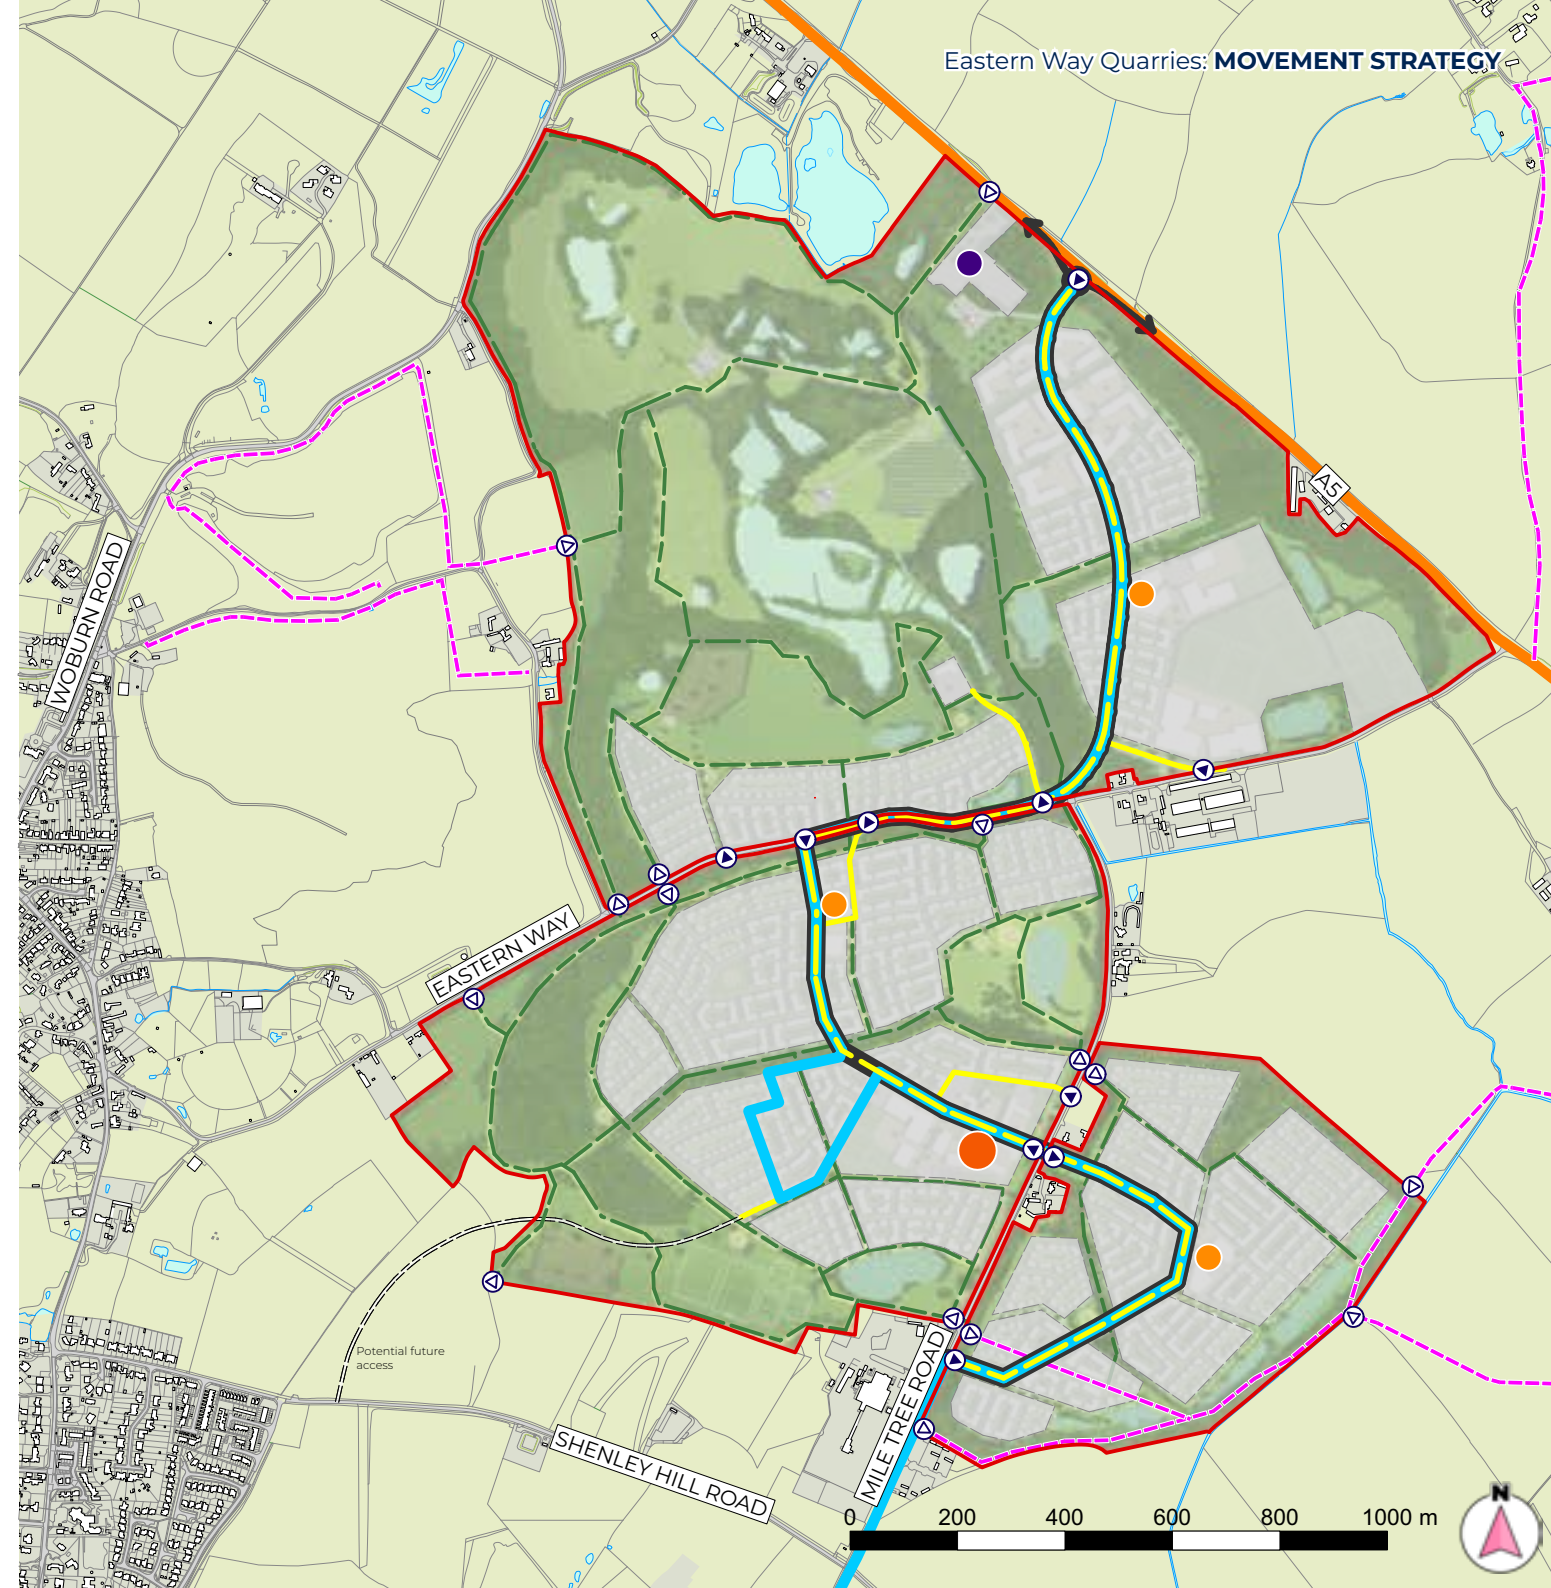 Eastern Way Quarries: MOVEMENT STRATEGY
A5
WOBURN ROAD
EASTERN WAY
Potential future
access
MILE TREE ROAD
SHENLEY HILL ROAD
0 200 400 600 800 1000 m
N